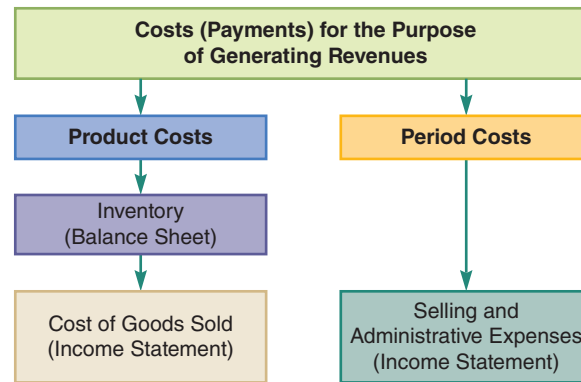 Costs (Payments) for the Purpose
of Generating Revenues
Product Costs
Period Costs
Inventory
(Balance Sheet)
Cost of Goods Sold
(Income Statement)
Selling and
Administrative Expenses
(Income Statement)